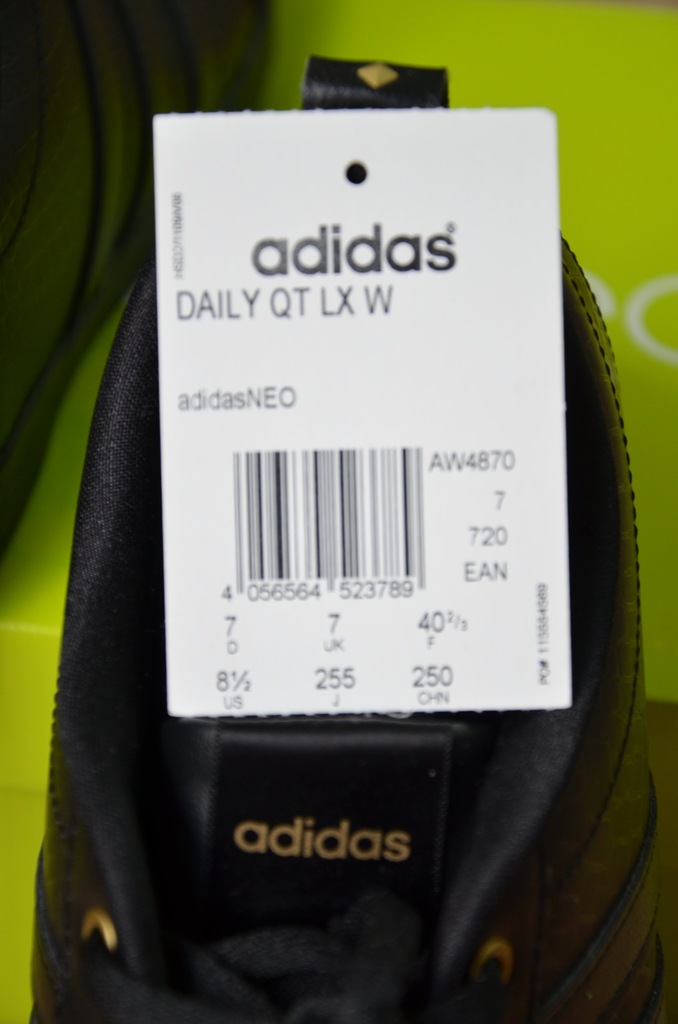 adidas
DAILY QT LX W
adidasNEO
AW4870
7
720
EAN
4 056564 523789
7 7 40 2/3
D UK F
8½ 255 250
US J CHN
adidas